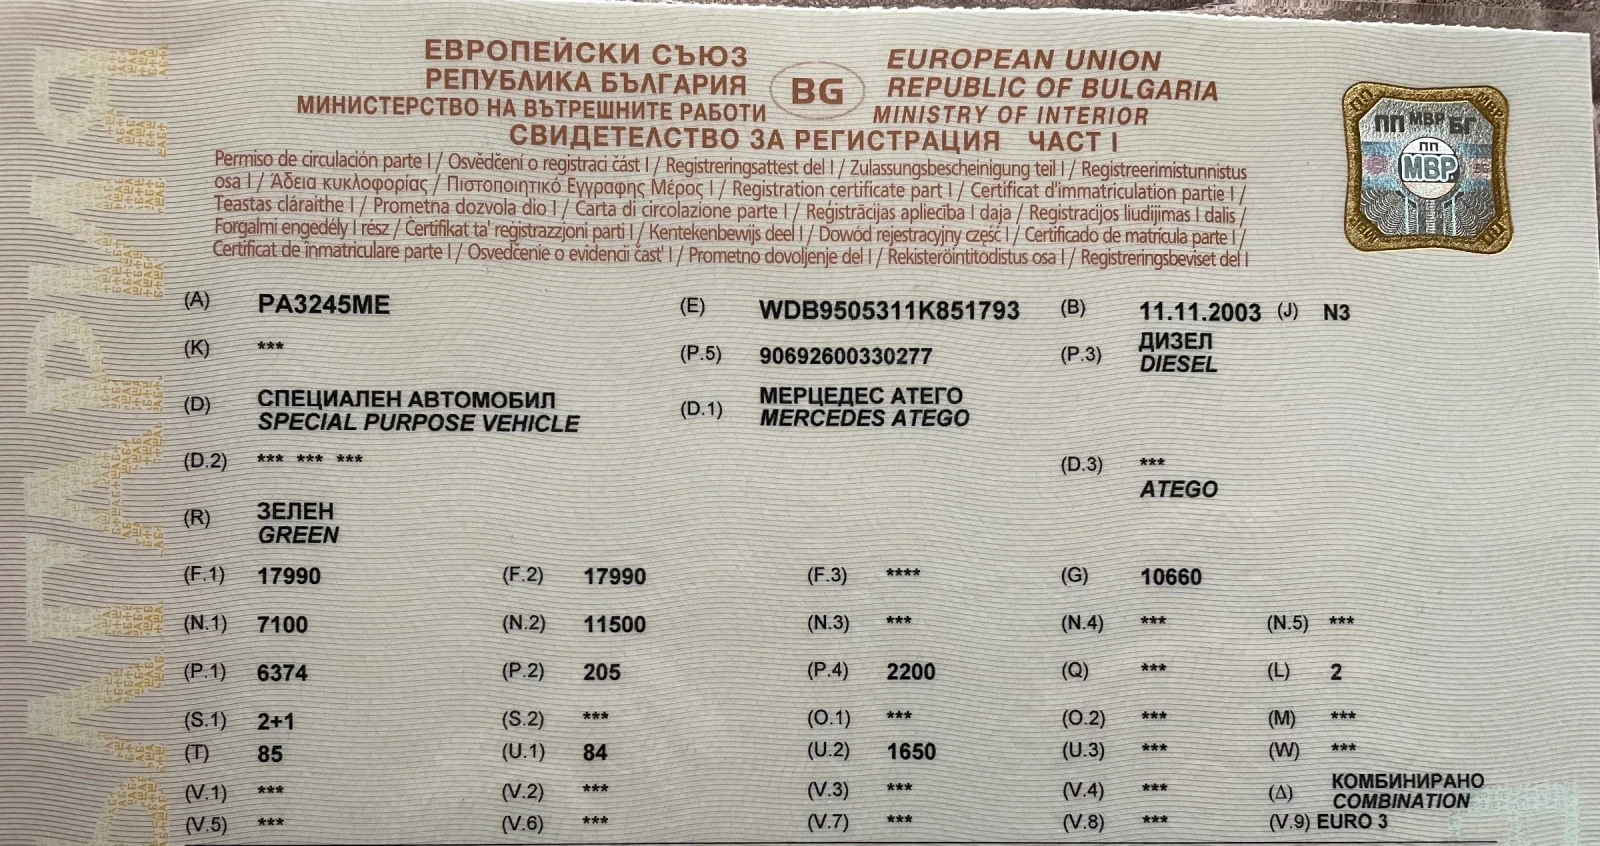 ЕВРОПЕЙСКИ СЪЮЗ EUROPEAN UNION
РЕПУБЛИКА БЪЛГАРИЯ BG REPUBLIC OF BULGARIA
МИНИСТЕРСТВО НА ВЪТРЕШНИТЕ РАБОТИ MINISTRY OF INTERIOR
СВИДЕТЕЛСТВО ЗА РЕГИСТРАЦИЯ ЧАСТ I
ПП МВР БГ
ПП
МВР
Permiso de circulación parte I / Osvědčení o registraci část I / Registreringsattest del I / Zulassungsbescheinigung teil I / Registreerimistunnistus
osa I / Άδεια κυκλοφορίας / Πιστοποιητικό Εγγραφης Μέρος I / Registration certificate part I / Certificat d'immatriculation partie I /
Teastas cláraithe I / Prometna dozvola dio I / Carta di circolazione parte I / Reģistrācijas apliecība I daja / Registracijos liudijimas I dalis /
Forgalmi engedély I rész / Ċertifikat ta' registrazzjoni parti I / Kentekenbewijs deel I / Dowód rejestracyjny część I / Certificado de matricula parte I /
Certificat de înmatriculare parte I / Osvedčenie o evidencii časť I / Prometno dovoljenje del I / Rekisteröintitodistus osa I / Registreringsbeviset del I
(A) PA3245ME (E) WDB9505311K851793 (B) 11.11.2003 (J) N3
(K) *** (P.5) 90692600330277 (P.3) ДИЗЕЛ
DIESEL
(D) СПЕЦИАЛЕН АВТОМОБИЛ (D.1) МЕРЦЕДЕС АТЕГО
SPECIAL PURPOSE VEHICLE MERCEDES ATEGO
(D.2) *** *** *** (D.3) ***
ATEGO
(R) ЗЕЛЕН
GREEN
(F.1) 17990 (F.2) 17990 (F.3) **** (G) 10660
(N.1) 7100 (N.2) 11500 (N.3) *** (N.4) *** (N.5) ***
(P.1) 6374 (P.2) 205 (P.4) 2200 (Q) *** (L) 2
(S.1) 2+1 (S.2) *** (O.1) *** (O.2) *** (M) ***
(T) 85 (U.1) 84 (U.2) 1650 (U.3) *** (W) ***
(V.1) *** (V.2) *** (V.3) *** (V.4) *** (Δ) КОМБИНИРАНО
COMBINATION
(V.5) *** (V.6) *** (V.7) *** (V.8) *** (V.9) EURO 3